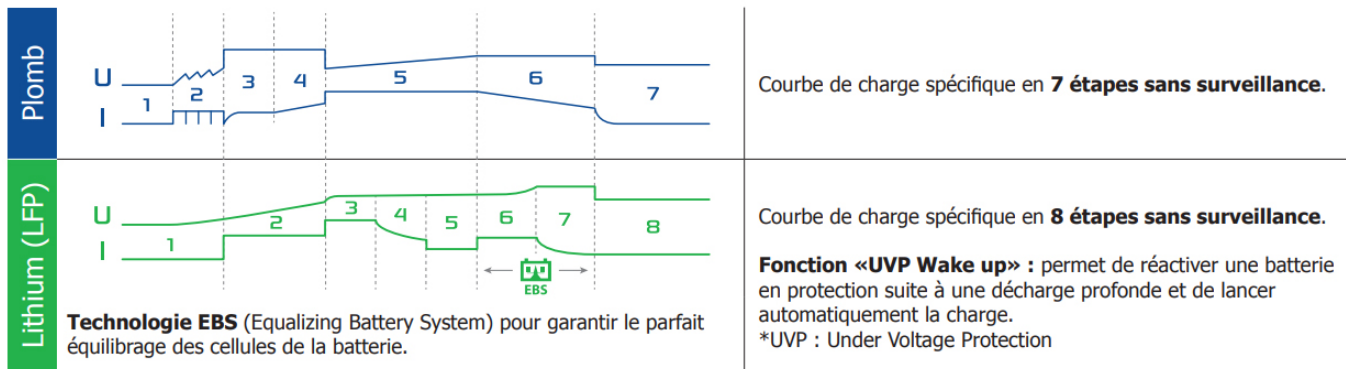 Plomb
U
I
1
2
3
4
5
6
7
Courbe de charge spécifique en 7 étapes sans surveillance.
Lithium (LFP)
U
I
1
2
3
4
5
6
7
8
EBS
Technologie EBS (Equalizing Battery System) pour garantir le parfait
équilibrage des cellules de la batterie.
Courbe de charge spécifique en 8 étapes sans surveillance.
Fonction «UVP Wake up» : permet de réactiver une batterie
en protection suite à une décharge profonde et de lancer
automatiquement la charge.
*UVP : Under Voltage Protection